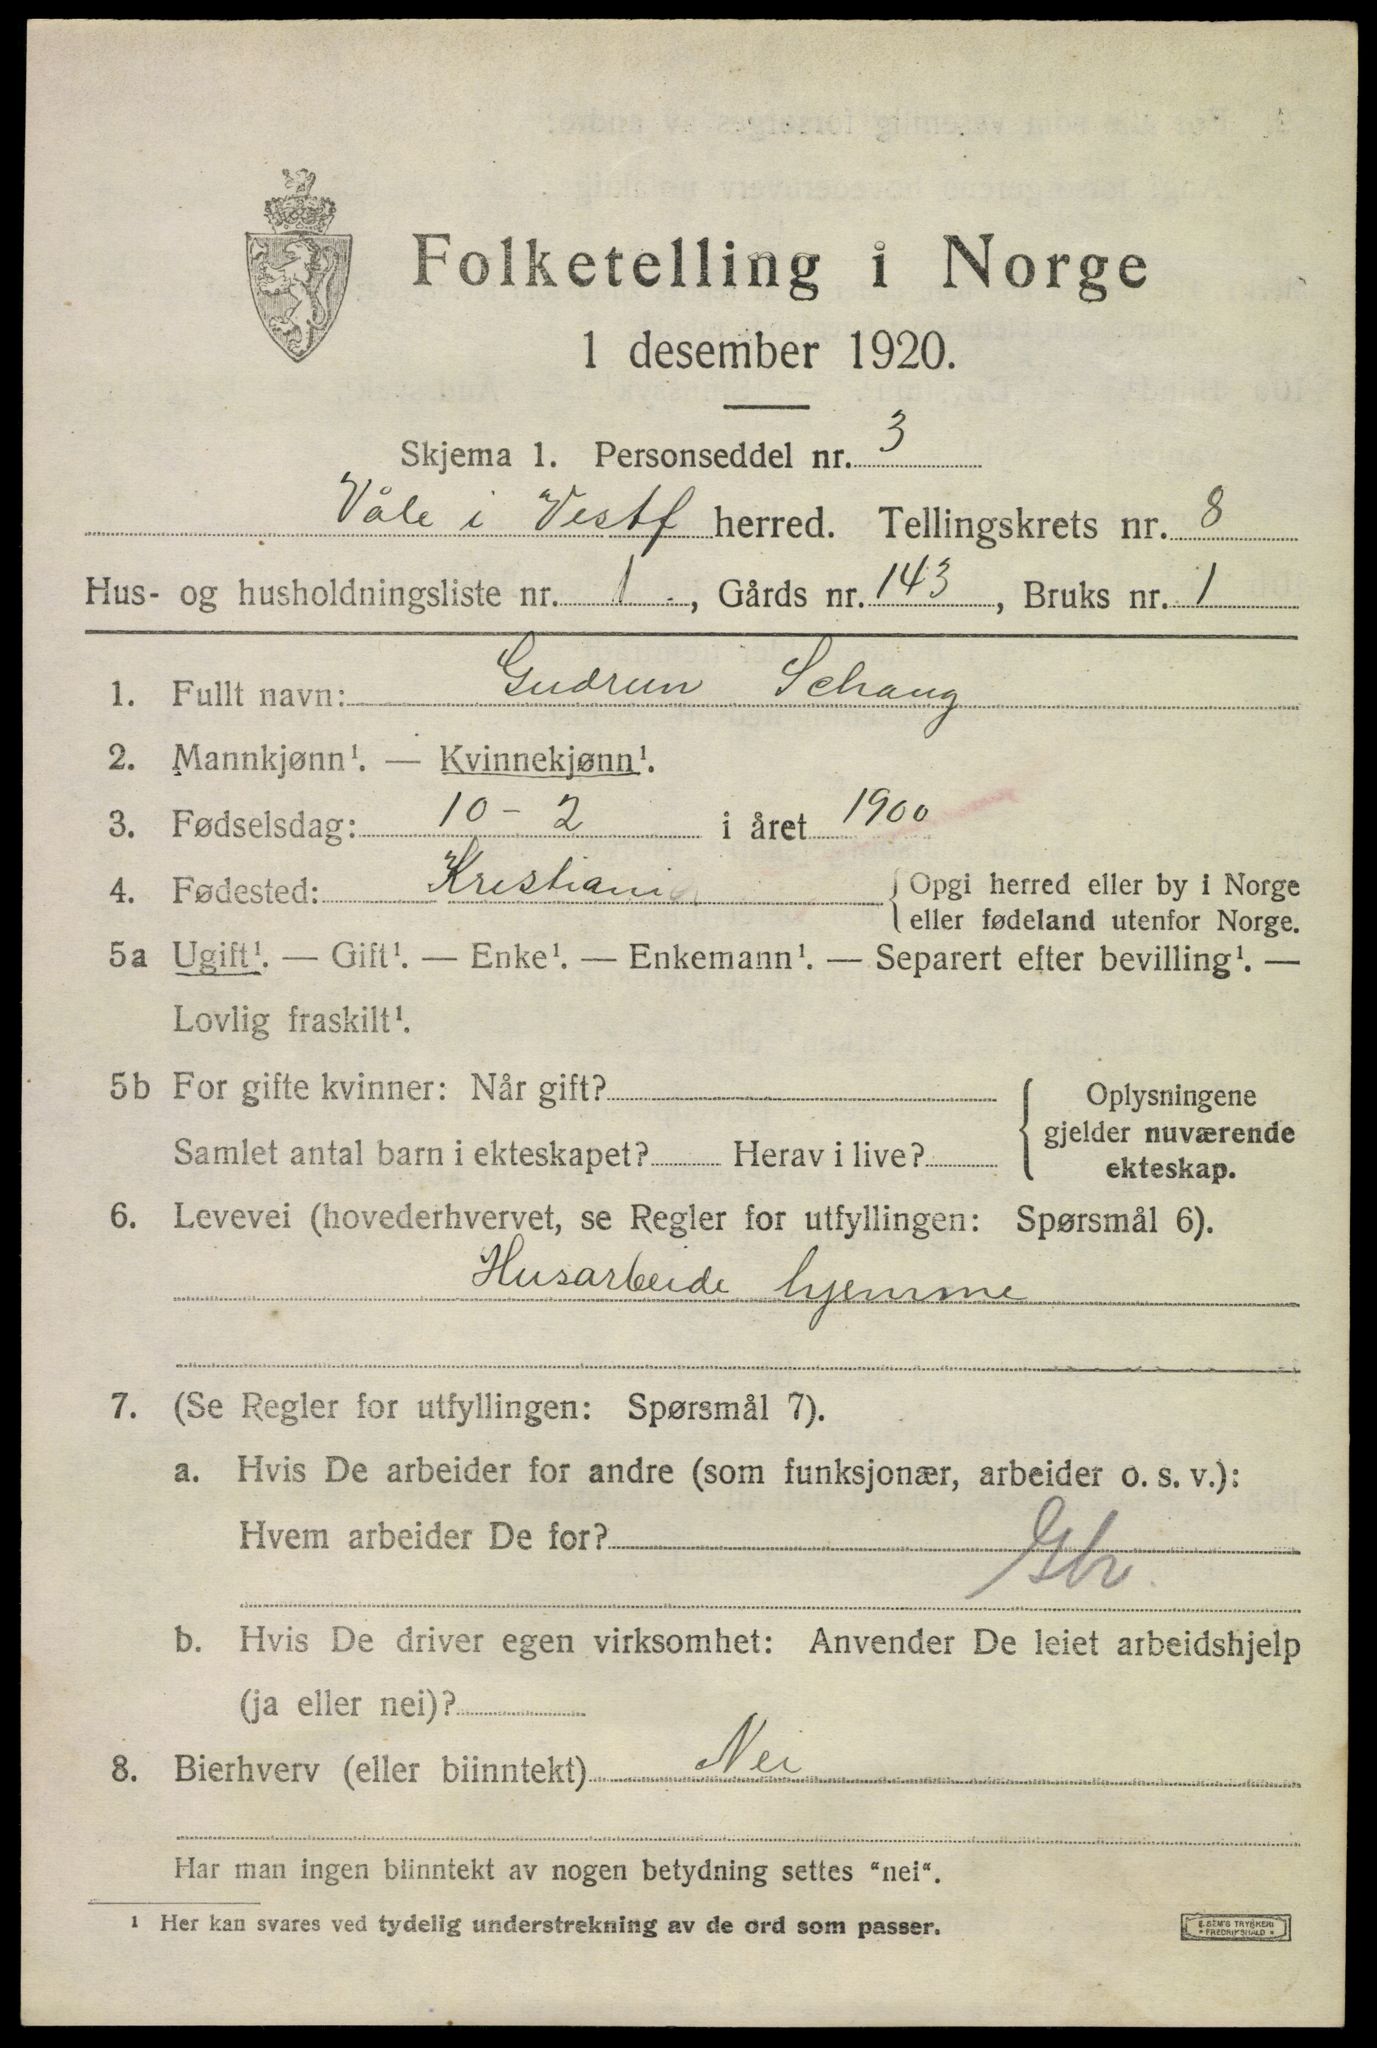 Folketelling i Norge
1 desember 1920.
Skjema 1. Personseddel nr. 3
Våle i Vestf herred. Tellingskrets nr. 8
Hus- og husholdningsliste nr. 1, Gårds nr. 143, Bruks nr. 1
1. Fullt navn: Gudrun Schaug
2. Mannkjønn¹. — Kvinnekjønn¹.
3. Fødselsdag: 10 - 2 i året 1900
4. Fødested: Kristiania { Opgi herred eller by i Norge
eller fødeland utenfor Norge.
5a Ugift¹. — Gift¹. — Enke¹. — Enkemann¹. — Separert efter bevilling¹. —
Lovlig fraskilt¹.
5b For gifte kvinner: Når gift?
Samlet antal barn i ekteskapet? Herav i live?
{ Oplysningene
gjelder nuværende
ekteskap.
6. Levevei (hovederhvervet, se Regler for utfyllingen: Spørsmål 6).
Husarbeide hjemme
7. (Se Regler for utfyllingen: Spørsmål 7).
a. Hvis De arbeider for andre (som funksjonær, arbeider o. s. v.):
Hvem arbeider De for?
b. Hvis De driver egen virksomhet: Anvender De leiet arbeidshjelp
(ja eller nei)?
8. Bierhverv (eller biinntekt) Nei
Har man ingen biinntekt av nogen betydning settes "nei".
1 Her kan svares ved tydelig understrekning av de ord som passer.
E. SEM'S TRYKKERI
FREDRIKSHALD